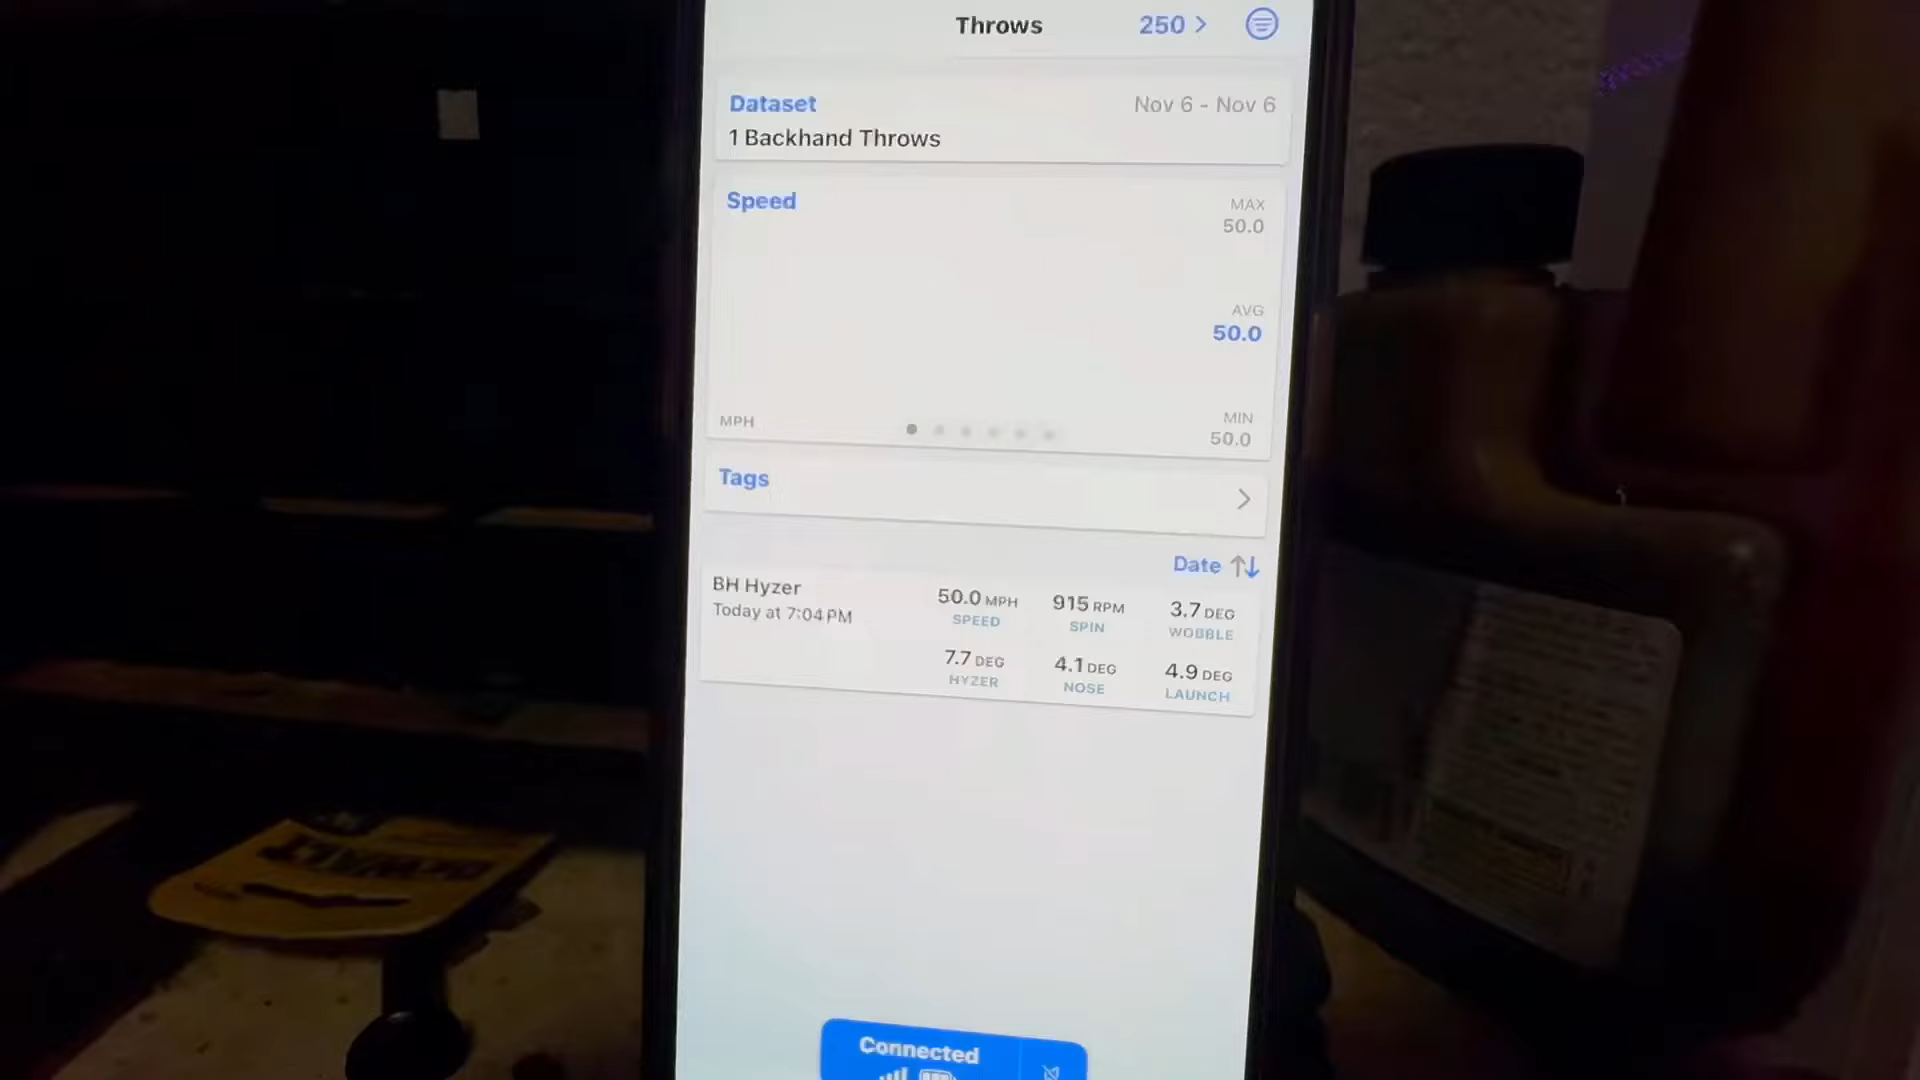 Throws 250 >
Dataset Nov 6 - Nov 6
1 Backhand Throws
Speed MAX
50.0
AVG
50.0
MPH MIN
50.0
Tags
Date
BH Hyzer 50.0 MPH 915 RPM 3.7 DEG
Today at 7:04 PM SPEED SPIN WOBBLE
7.7 DEG 4.1 DEG 4.9 DEG
HYZER NOSE LAUNCH
Connected
DEWALT